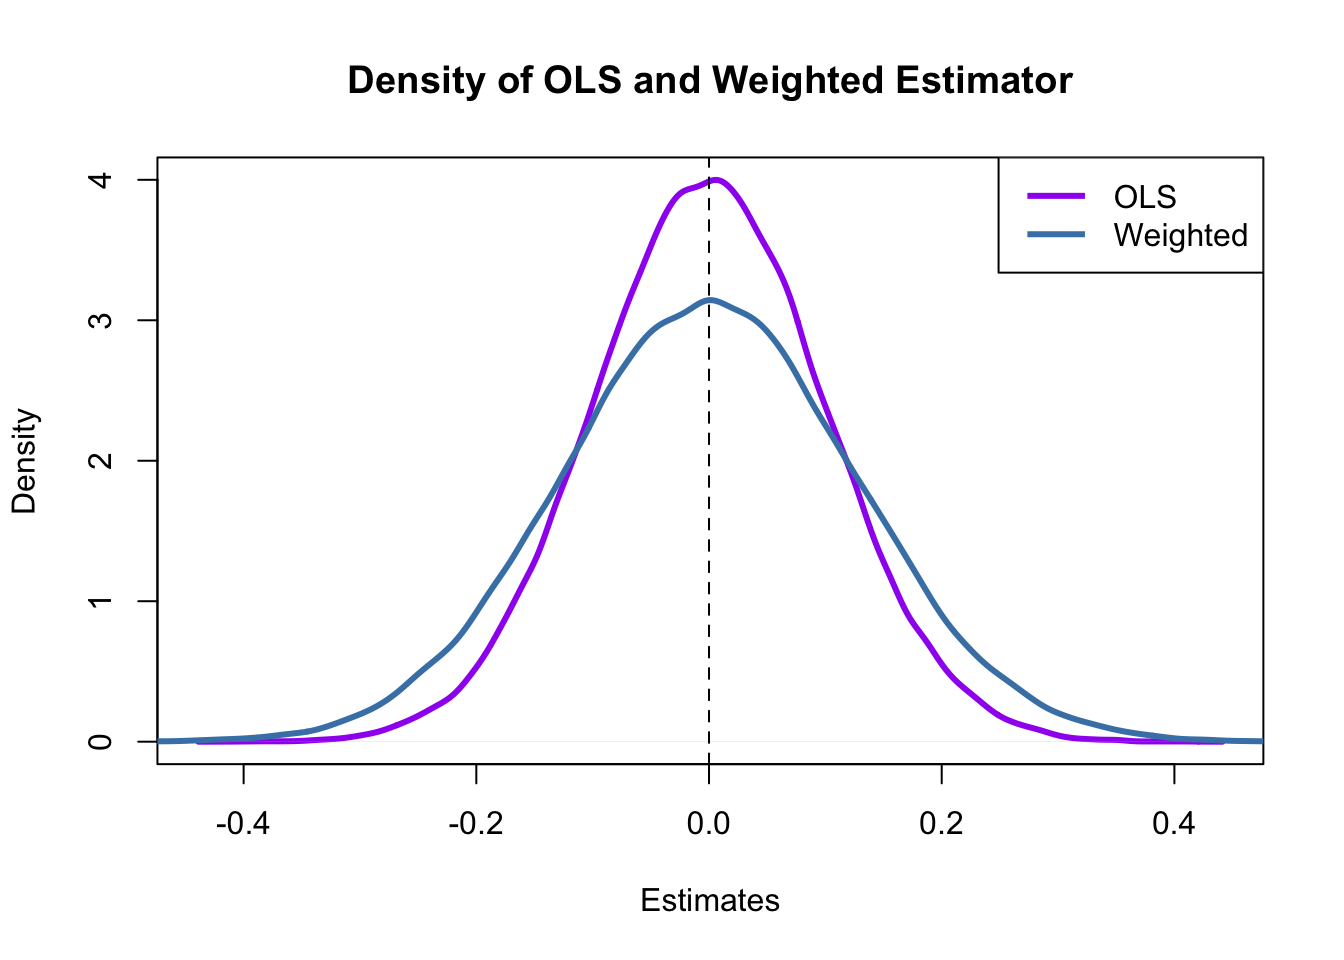 Density of OLS and Weighted Estimator
OLS
Weighted
4
3
2
1
0
Density
-0.4
-0.2
0.0
0.2
0.4
Estimates